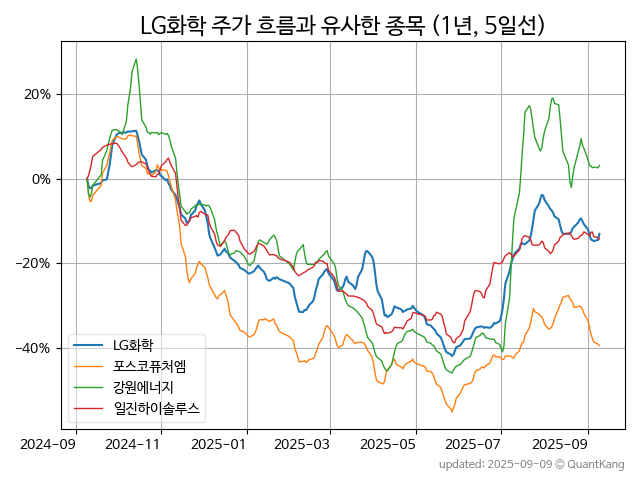 LG화학 주가 흐름과 유사한 종목 (1년, 5일선)
20%
0%
−20%
−40%
LG화학
포스코퓨처엠
강원에너지
일진하이솔루스
2024−09
2024−11
2025−01
2025−03
2025−05
2025−07
2025−09
updated: 2025-09-09 © QuantKang